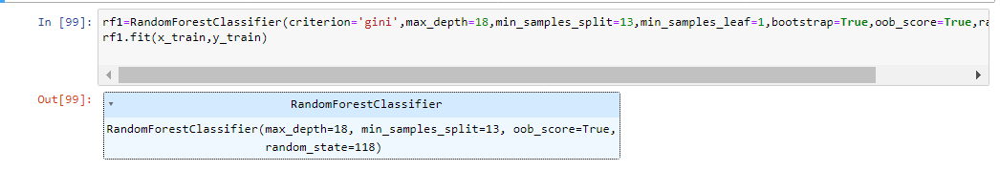 In [99]: rf1=RandomForestClassifier(criterion='gini',max_depth=18,min_samples_split=13,min_samples_leaf=1,bootstrap=True,oob_score=True,ra
rf1.fit(x_train,y_train)
Out[99]: RandomForestClassifier
RandomForestClassifier(max_depth=18, min_samples_split=13, oob_score=True,
random_state=118)